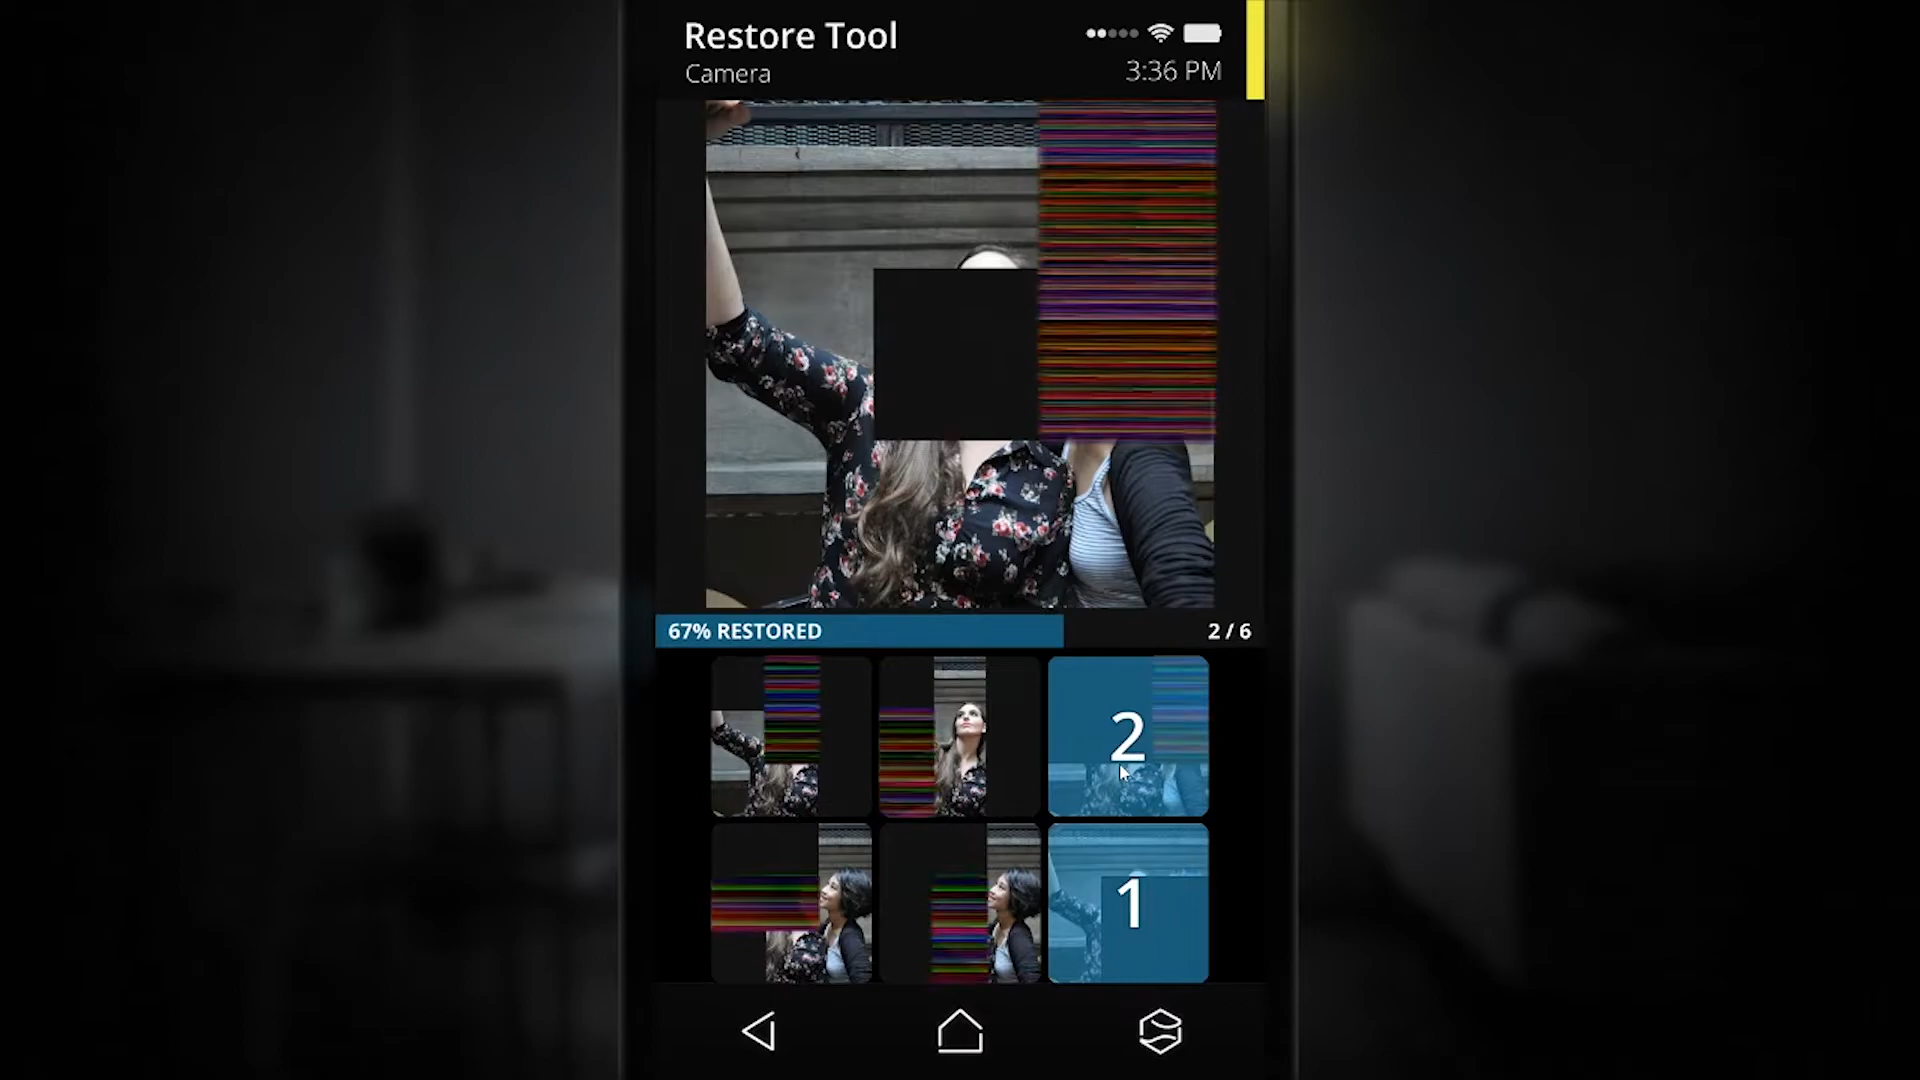 Restore Tool
Camera
3:36 PM
67% RESTORED
2 / 6
2
1